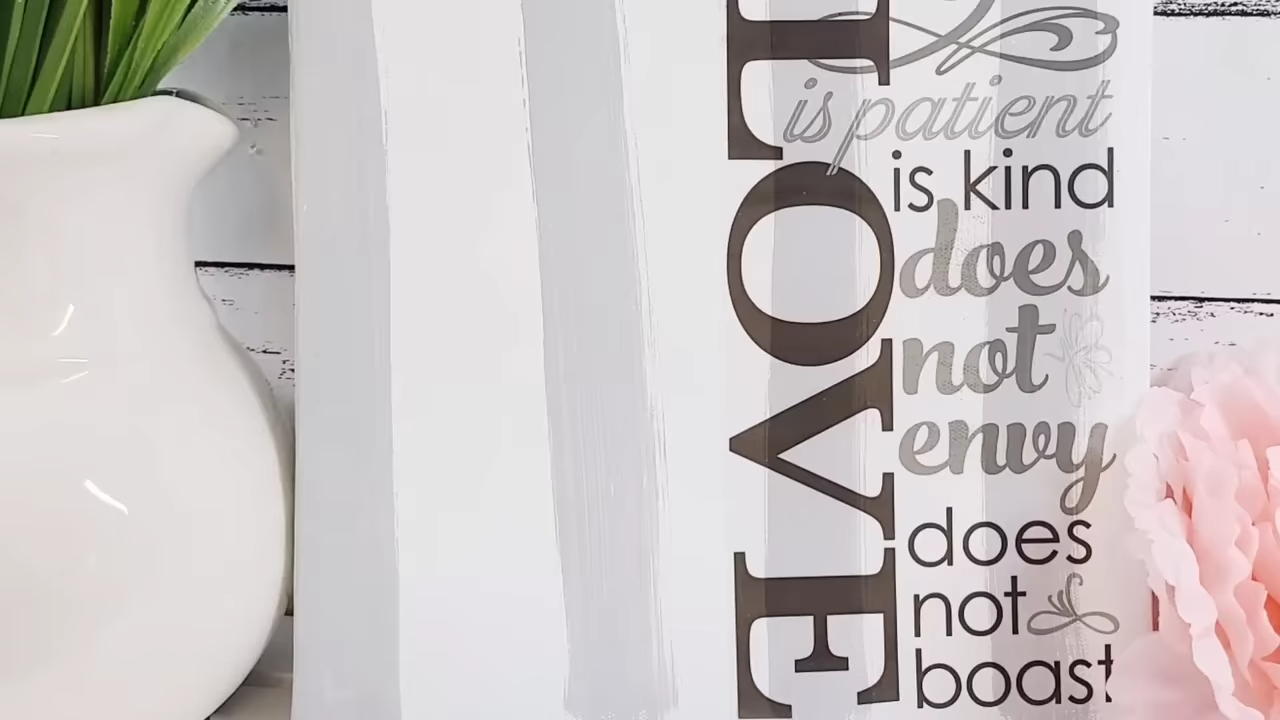 LOVE
is patient
is kind
does
not
envy
does
not
boast